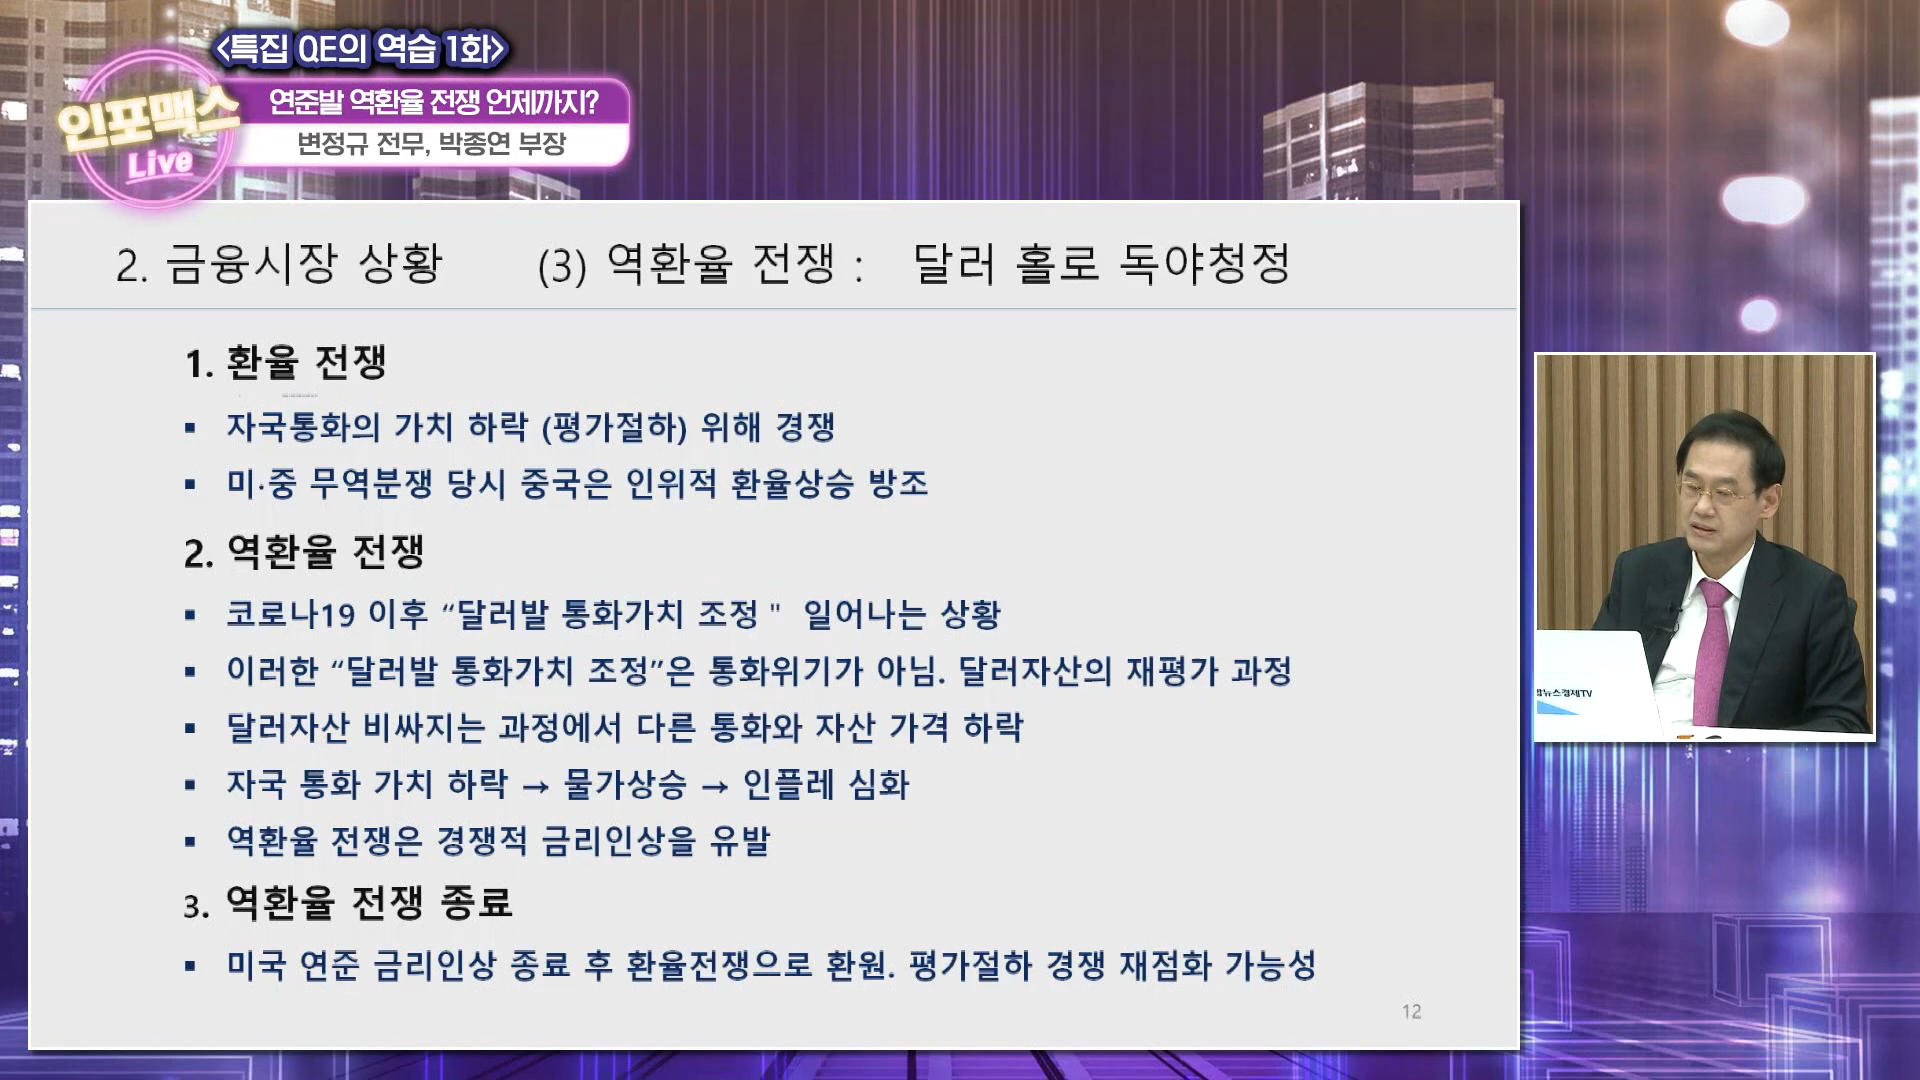 <특집 QE의 역습 1화>
인포맥스
Live
연준발 역환율 전쟁 언제까지?
변정규 전무, 박종연 부장
2. 금융시장 상황 (3) 역환율 전쟁 : 달러 홀로 독야청정
1. 환율 전쟁
▪ 자국통화의 가치 하락 (평가절하) 위해 경쟁
▪ 미·중 무역분쟁 당시 중국은 인위적 환율상승 방조
2. 역환율 전쟁
▪ 코로나19 이후 “달러발 통화가치 조정 " 일어나는 상황
▪ 이러한 “달러발 통화가치 조정”은 통화위기가 아님. 달러자산의 재평가 과정
▪ 달러자산 비싸지는 과정에서 다른 통화와 자산 가격 하락
▪ 자국 통화 가치 하락 → 물가상승 → 인플레 심화
▪ 역환율 전쟁은 경쟁적 금리인상을 유발
3. 역환율 전쟁 종료
▪ 미국 연준 금리인상 종료 후 환율전쟁으로 환원. 평가절하 경쟁 재점화 가능성
12
뉴스경제TV